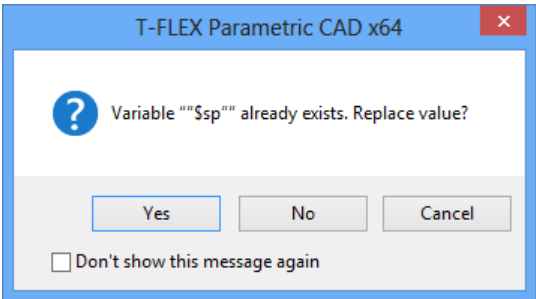 T-FLEX Parametric CAD x64
Variable ""$sp"" already exists. Replace value?
Yes
No
Cancel
Don't show this message again